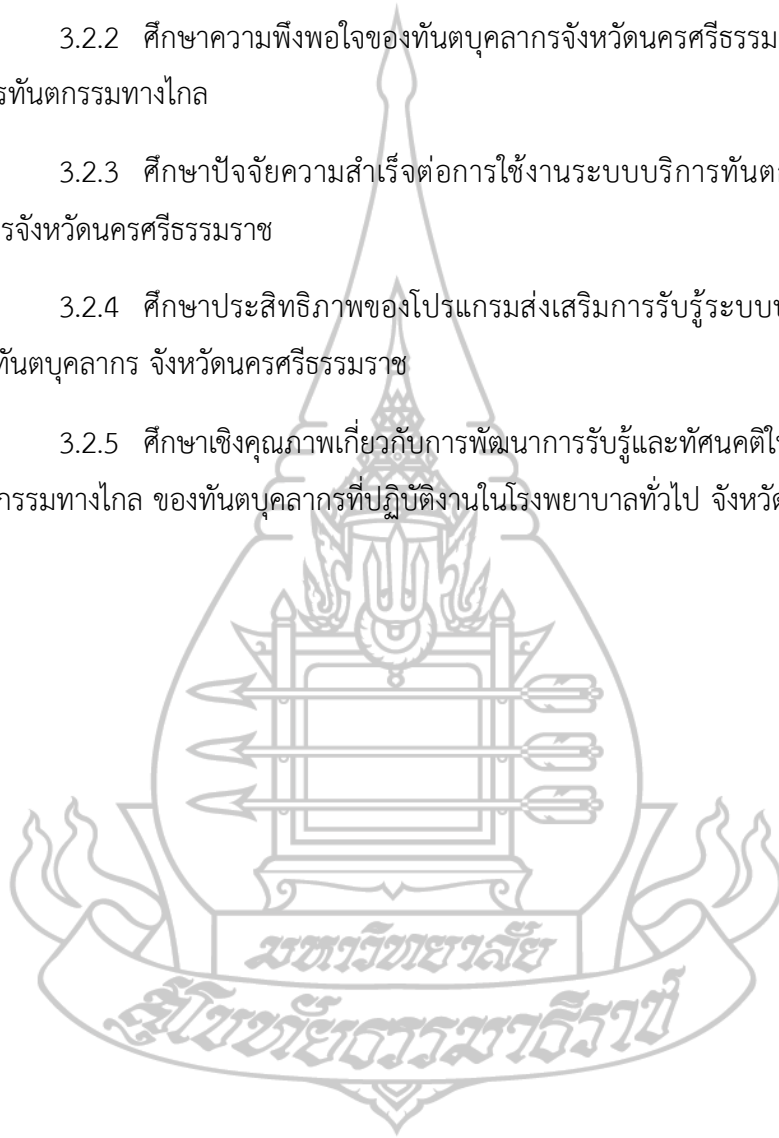 3.2.2 ศึกษาความพึงพอใจของทันตบุคลากรจังหวัดนครศรีธรรม
รทันตกรรมทางไกล
3.2.3 ศึกษาปัจจัยความสำเร็จต่อการใช้งานระบบบริการทันต
รจังหวัดนครศรีธรรมราช
3.2.4 ศึกษาประสิทธิภาพของโปรแกรมส่งเสริมการรับรู้ระบบ
ทันตบุคลากร จังหวัดนครศรีธรรมราช
3.2.5 ศึกษาเชิงคุณภาพเกี่ยวกับการพัฒนาการรับรู้และทัศนคติ
กรรมทางไกล ของทันตบุคลากรที่ปฏิบัติงานในโรงพยาบาลทั่วไป จังหวัด
มหาวิทยาลัย
สุโขทัยธรรมาธิราช